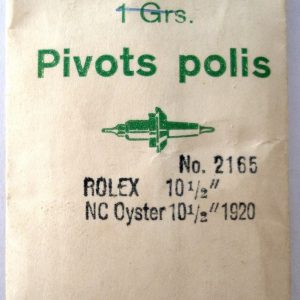 1 Grs.
Pivots polis
No. 2165
ROLEX 10 1/2"
NC Oyster 10 1/2" 1920